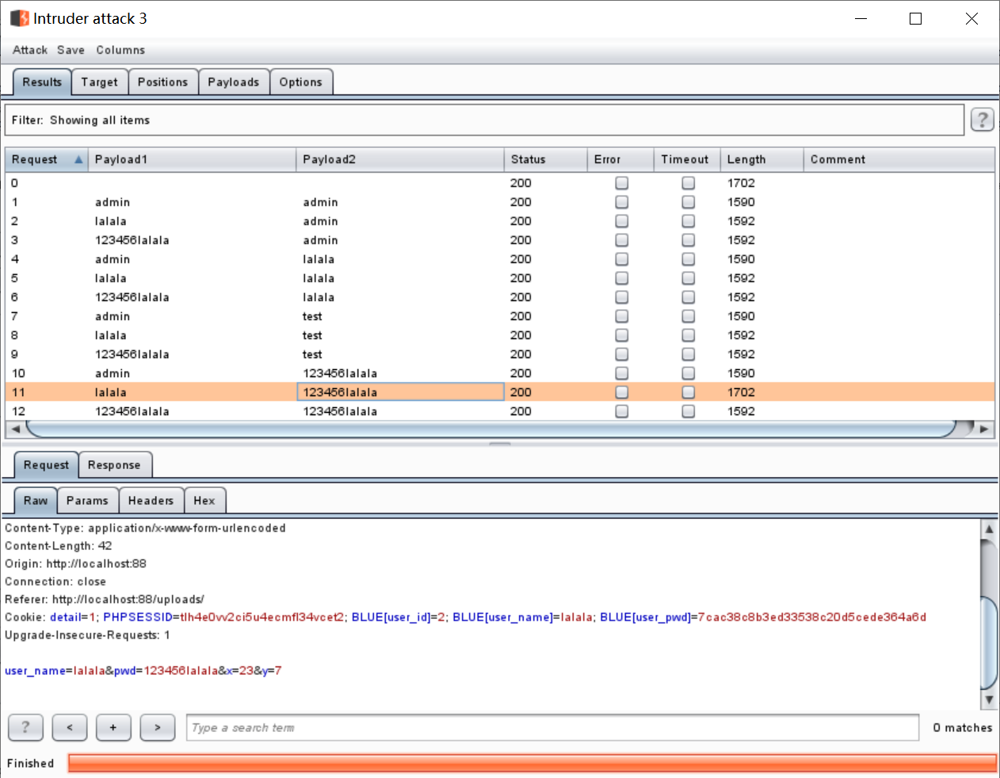 Intruder attack 3
Attack Save Columns
Results Target Positions Payloads Options
Filter: Showing all items ?
Request Payload1 Payload2 Status Error Timeout Length Comment
0 200 1702
1 admin admin 200 1590
2 lalala admin 200 1592
3 123456lalala admin 200 1592
4 admin lalala 200 1590
5 lalala lalala 200 1592
6 123456lalala lalala 200 1592
7 admin test 200 1590
8 lalala test 200 1592
9 123456lalala test 200 1592
10 admin 123456lalala 200 1590
11 lalala 123456lalala 200 1702
12 123456lalala 123456lalala 200 1592
Request Response
Raw Params Headers Hex
Content-Type: application/x-www-form-urlencoded
Content-Length: 42
Origin: http://localhost:88
Connection: close
Referer: http://localhost:88/uploads/
Cookie: detail=1; PHPSESSID=tlh4e0vv2ci5u4ecmfl34vcet2; BLUE[user_id]=2; BLUE[user_name]=lalala; BLUE[user_pwd]=7cac38c8b3ed33538c20d5cede364a6d
Upgrade-Insecure-Requests: 1
user_name=lalala&pwd=123456lalala&x=23&y=7
? < + > Type a search term 0 matches
Finished